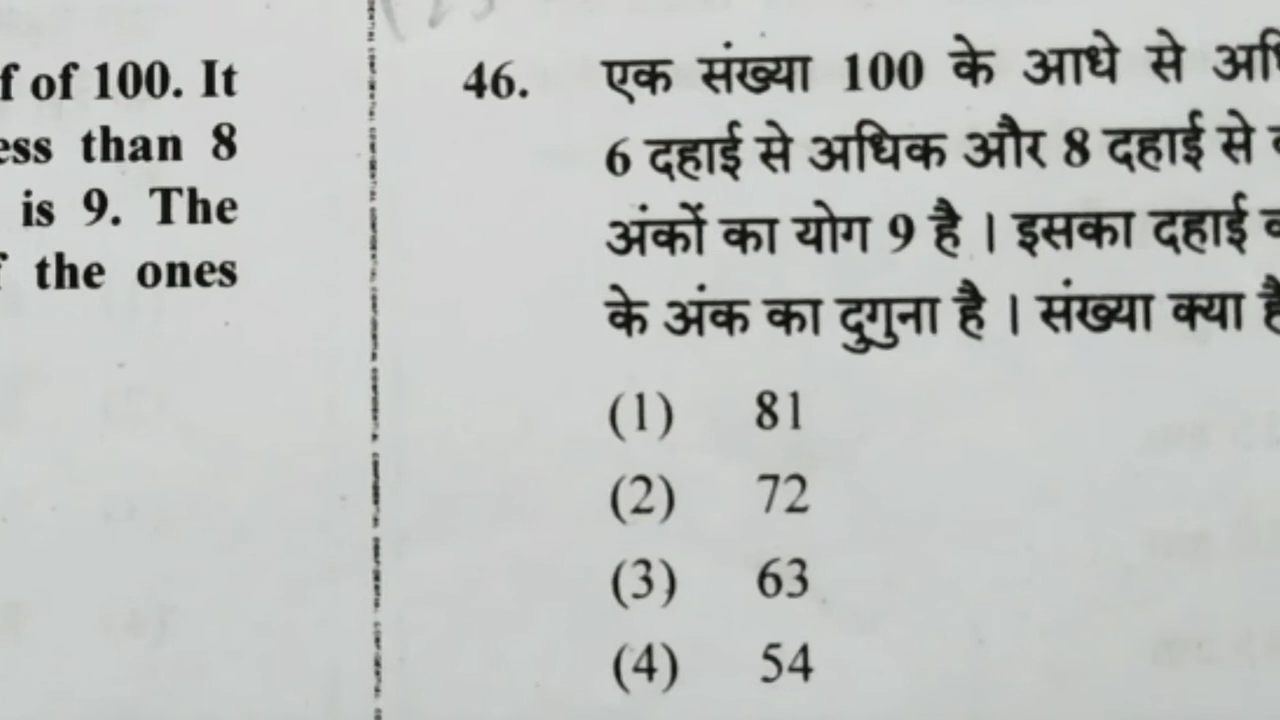 of 100. It
than 8
is 9. The
the ones
46. एक संख्या 100 के आधे से
6 दहाई से अधिक और 8 दहाई से
अंकों का योग 9 है । इसका दहाई
के अंक का दुगुना है । संख्या क्या
(1) 81
(2) 72
(3) 63
(4) 54